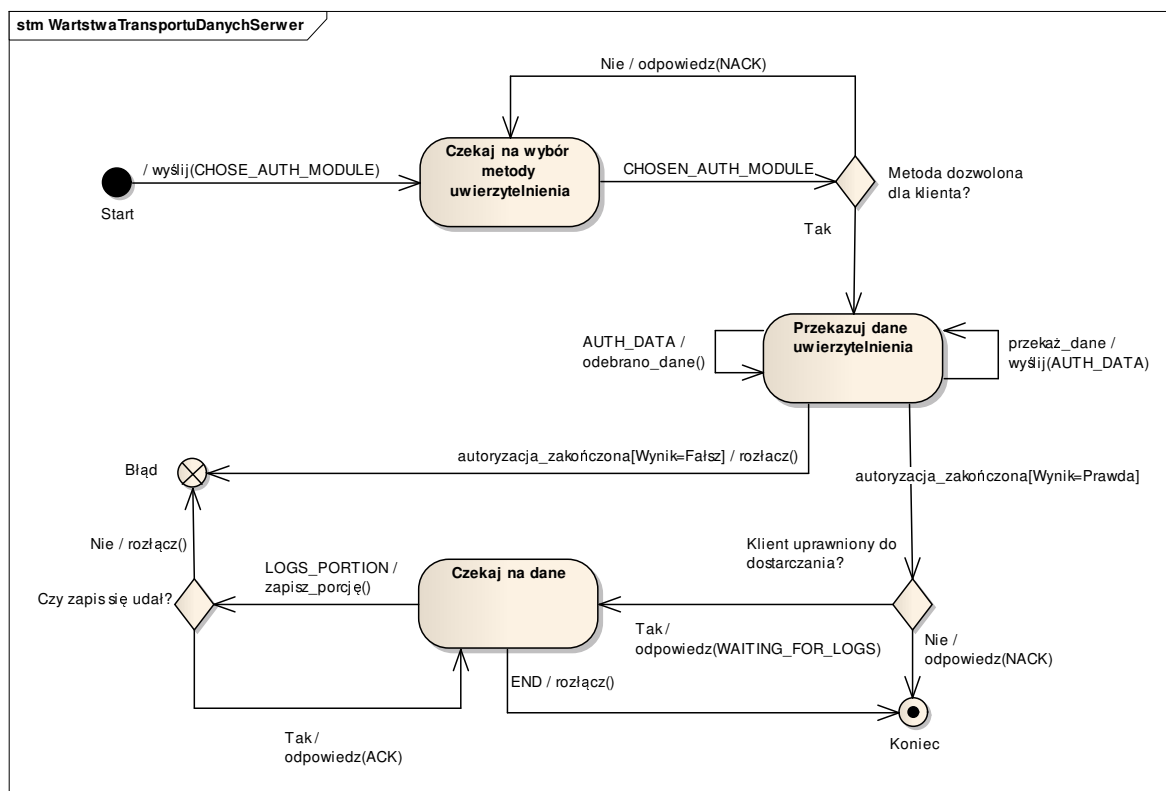 stm WartstwaTransportuDanychSerwer
Nie / odpowiedz(NACK)
/ wyślij(CHOSE_AUTH_MODULE)
Start
Czekaj na wybór
metody
uwierzytelnienia
CHOSEN_AUTH_MODULE
Metoda dozwolona
dla klienta?
Tak
Przekazuj dane
uwierzytelnienia
AUTH_DATA /
odebrano_dane()
przekaż_dane /
wyślij(AUTH_DATA)
autoryzacja_zakończona[Wynik=Fałsz] / rozłacz()
autoryzacja_zakończona[Wynik=Prawda]
Błąd
Nie / rozłącz()
Klient uprawniony do
dostarczania?
LOGS_PORTION /
zapisz_porcję()
Czekaj na dane
Czy zapis się udał?
Tak /
odpowiedz(WAITING_FOR_LOGS)
Nie /
odpowiedz(NACK)
END / rozłącz()
Tak /
odpowiedz(ACK)
Koniec